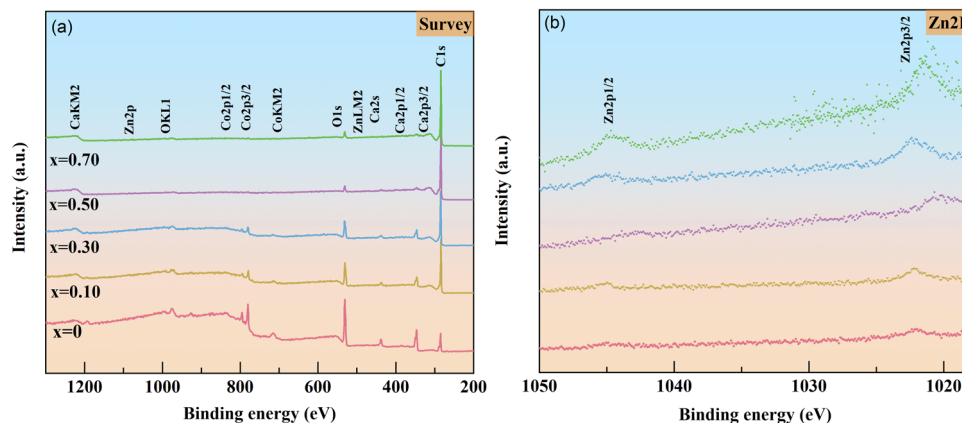 (a)
Survey
CaKM2
Zn2p
OKL1
Co2p1/2
Co2p3/2
CoKM2
O1s
ZnLM2
Ca2s
Ca2p1/2
Ca2p3/2
C1s
x=0.70
x=0.50
x=0.30
x=0.10
x=0
Intensity (a.u.)
1200 1000 800 600 400 200
Binding energy (eV)
(b)
Zn2p1/2
Zn2p3/2
Intensity (a.u.)
1050 1040 1030 1020
Binding energy (eV)